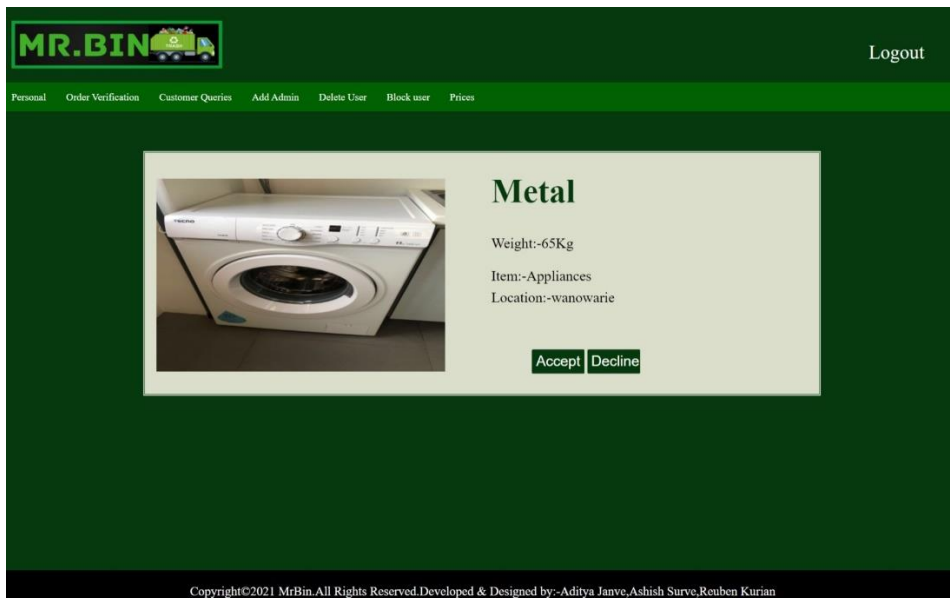 MR.BIN
TRASH
Logout
Personal Order Verification Customer Queries Add Admin Delete User Block user Prices
TECNO
Metal
Weight:-65Kg
Item:-Appliances
Location:-wanowarie
Accept Decline
Copyright©2021 MrBin.All Rights Reserved.Developed & Designed by:-Aditya Janve,Ashish Surve,Reuben Kurian